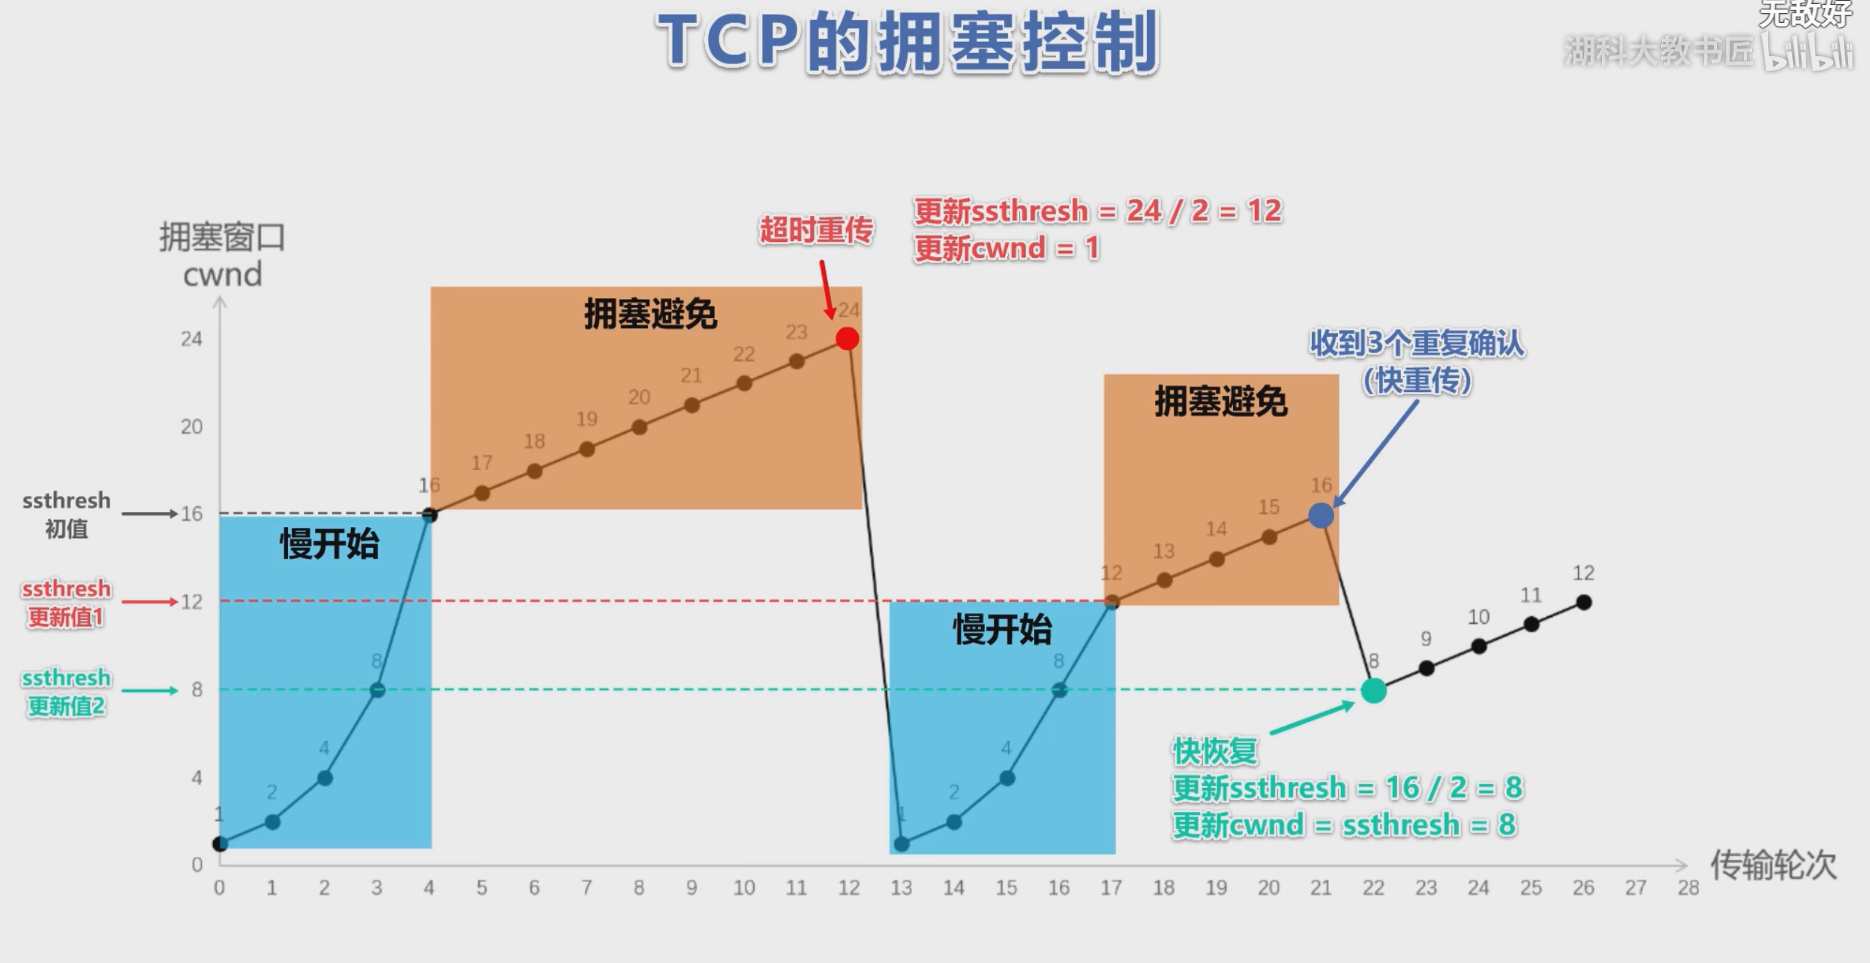 TCP的拥塞控制
无敌好
湖科大教书匠 bilibili
拥塞窗口
cwnd
超时重传
更新ssthresh = 24 / 2 = 12
更新cwnd = 1
拥塞避免
24
24
23
22
21
20
19
18
17
16
收到3个重复确认
(快重传)
拥塞避免
16
15
14
13
12
20
ssthresh
初值
16
慢开始
8
4
2
1
ssthresh
更新值1
12
慢开始
8
4
2
1
12
11
10
9
8
ssthresh
更新值2
8
快恢复
更新ssthresh = 16 / 2 = 8
更新cwnd = ssthresh = 8
4
0
0 1 2 3 4 5 6 7 8 9 10 11 12 13 14 15 16 17 18 19 20 21 22 23 24 25 26 27 28
传输轮次